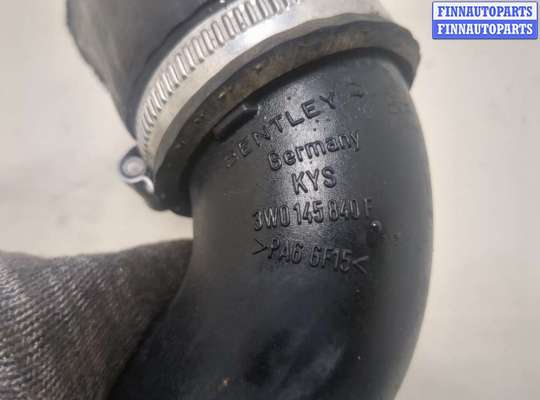 FINNAUTOPARTS
FINNAUTOPARTS
BENTLEY
Germany
KYS
3W0 145 840 F
>PA6 GF15<